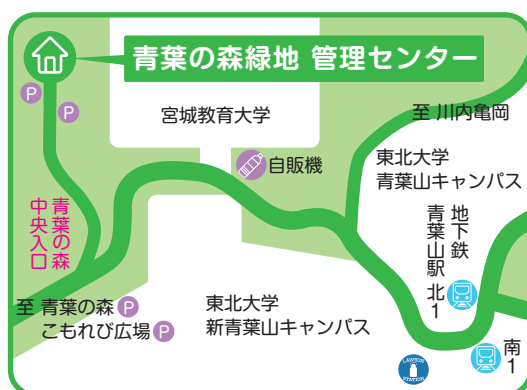 青葉の森緑地 管理センター
P
P
宮城教育大学
至 川内亀岡
自販機
東北大学
青葉山キャンパス
青葉の森
中央入口
地下鉄
青葉山駅
北1
至 青葉の森 P
こもれび広場 P
東北大学
新青葉山キャンパス
南1
LAWSON
STATION